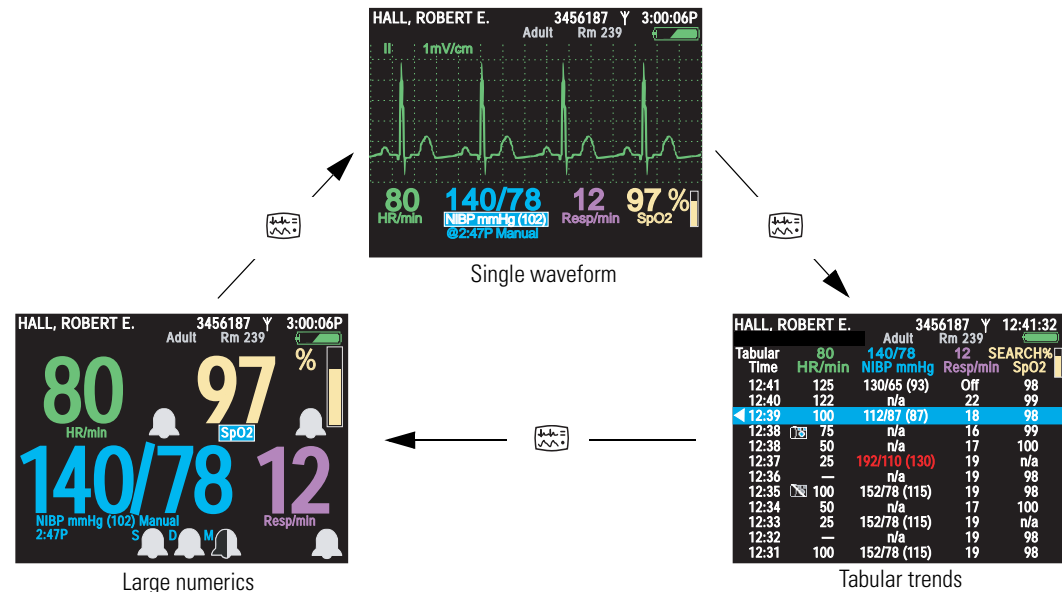 HALL, ROBERT E. 3456187 3:00:06P
Adult Rm 239
II 1mV/cm
80 140/78 12 97 %
HR/min NIBP mmHg (102) Resp/min SpO2
@2:47P Manual
Single waveform
HALL, ROBERT E. 3456187 3:00:06P
Adult Rm 239
80 97 %
HR/min SpO2
140/78 12
NIBP mmHg (102) Manual Resp/min
2:47P S D M
Large numerics
HALL, ROBERT E. 3456187 12:41:32
Adult Rm 239
Tabular 80 140/78 12 SEARCH%
Time HR/min NIBP mmHg Resp/min SpO2
12:41 125 130/65 (93) Off 98
12:40 122 n/a 22 99
12:39 100 112/87 (87) 18 98
12:38 75 n/a 16 99
12:38 50 n/a 17 100
12:37 25 192/110 (130) 19 n/a
12:36 — n/a 19 98
12:35 100 152/78 (115) 19 98
12:34 50 n/a 17 100
12:33 25 152/78 (115) 19 n/a
12:32 — n/a 19 98
12:31 100 152/78 (115) 19 98
Tabular trends